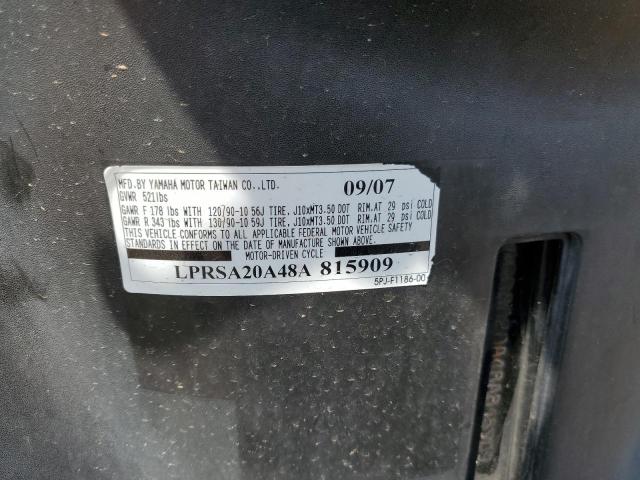 MFD.BY YAMAHA MOTOR TAIWAN CO.,LTD. 09/07
GVWR 521lbs
GAWR F 178 lbs WITH 120/90-10 56J TIRE, J10xMT3.50 DOT RIM.AT 29 psi COLD
GAWR R 343 lbs WITH 130/90-10 59J TIRE, J10xMT3.50 DOT RIM.AT 29 psi COLD
THIS VEHICLE CONFORMS TO ALL APPLICABLE FEDERAL MOTOR VEHICLE SAFETY
STANDARDS IN EFFECT ON THE DATE OF MANUFACTURE SHOWN ABOVE.
MOTOR-DRIVEN CYCLE
LPRSA20A48A 815909
5PJ-F1186-00